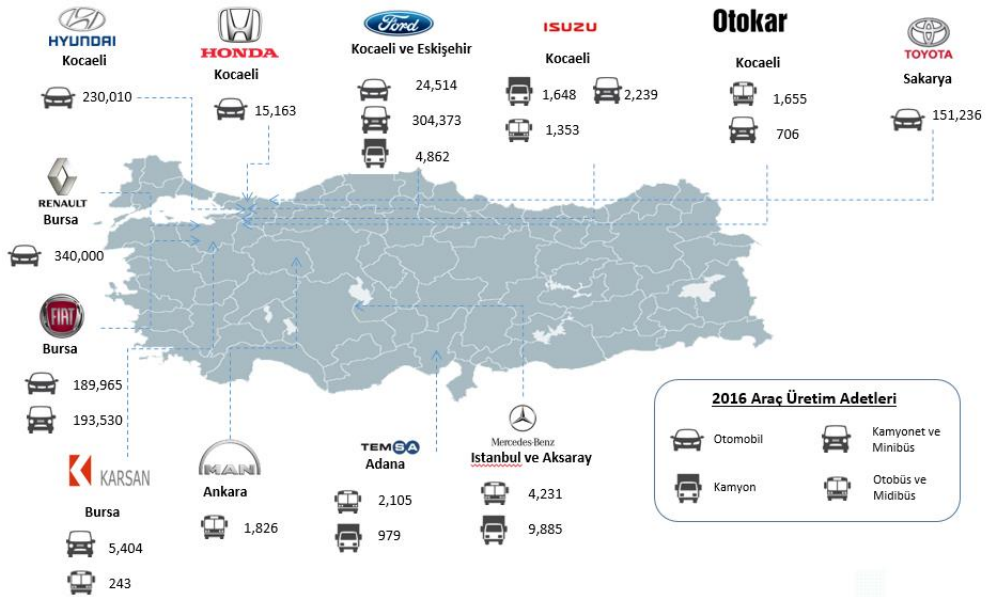 HYUNDAI
Kocaeli
230,010
HONDA
Kocaeli
15,163
Ford
Kocaeli ve Eskişehir
24,514
304,373
4,862
ISUZU
Kocaeli
1,648
2,239
1,353
Otokar
Kocaeli
1,655
706
TOYOTA
Sakarya
151,236
RENAULT
Bursa
340,000
FIAT
Bursa
189,965
193,530
KARSAN
Bursa
5,404
243
MAN
Ankara
1,826
TEMSA
Adana
2,105
979
Mercedes-Benz
Istanbul ve Aksaray
4,231
9,885
2016 Araç Üretim Adetleri
Otomobil
Kamyonet ve
Minibüs
Kamyon
Otobüs ve
Midibüs